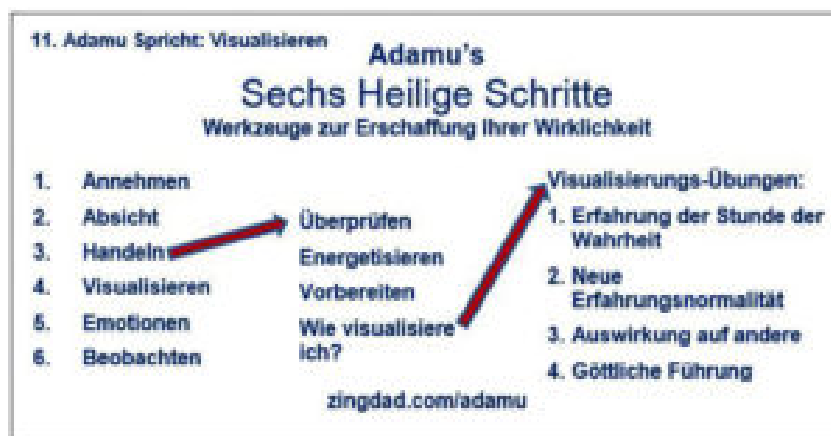 11. Adamu Spricht: Visualisieren
Adamu's
Sechs Heilige Schritte
Werkzeuge zur Erschaffung Ihrer Wirklichkeit
1. Annehmen
2. Absicht
3. Handeln
4. Visualisieren
5. Emotionen
6. Beobachten
Überprüfen
Energetisieren
Vorbereiten
Wie visualisiere
ich?
Visualisierungs-Übungen:
1. Erfahrung der Stunde der
Wahrheit
2. Neue
Erfahrungsnormalität
3. Auswirkung auf andere
4. Göttliche Führung
zingdad.com/adamu